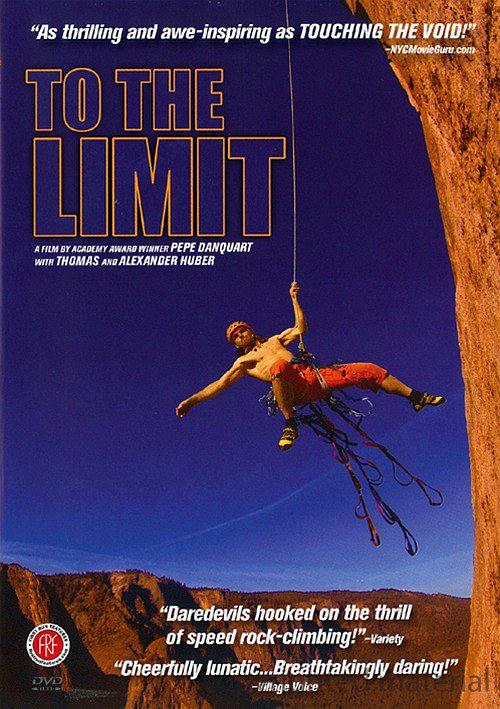 "As thrilling and awe-inspiring as TOUCHING THE VOID!"
–NYCMovieGuru.com
TO THE
LIMIT
A FILM BY ACADEMY AWARD WINNER PEPE DANQUART
WITH THOMAS AND ALEXANDER HUBER
"Daredevils hooked on the thrill
of speed rock-climbing!" –Variety
"Cheerfully lunatic...Breathtakingly daring!"
–Village Voice
FRF
DVD